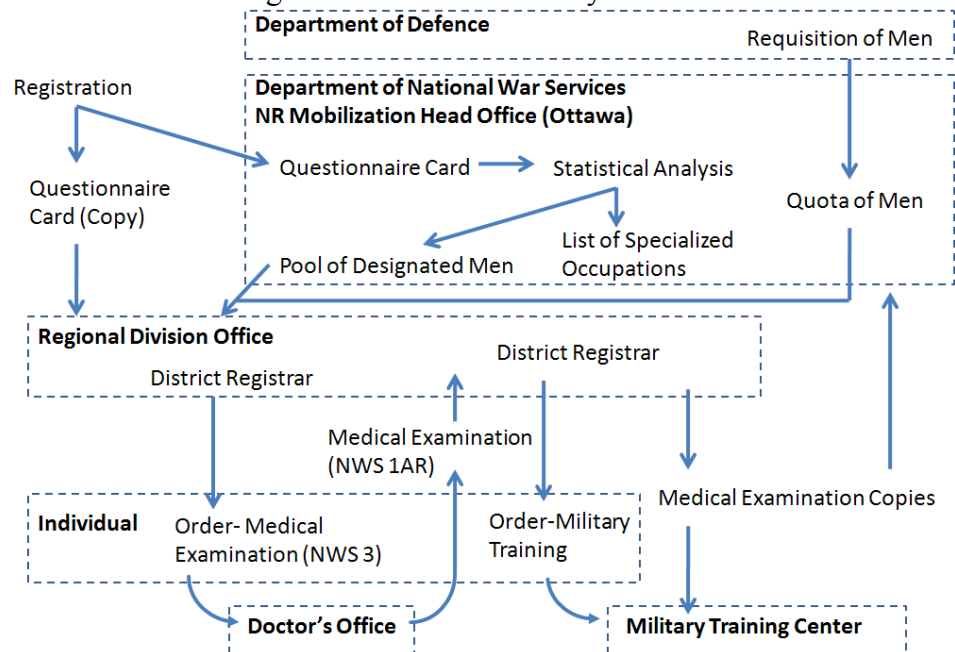 Department of Defence
Requisition of Men
Registration
Department of National War Services
NR Mobilization Head Office (Ottawa)
Questionnaire Card
Statistical Analysis
Questionnaire
Card (Copy)
Quota of Men
List of Specialized
Occupations
Pool of Designated Men
Regional Division Office
District Registrar
District Registrar
Medical Examination
(NWS 1AR)
Medical Examination Copies
Individual
Order- Medical
Examination (NWS 3)
Order-Military
Training
Doctor's Office
Military Training Center